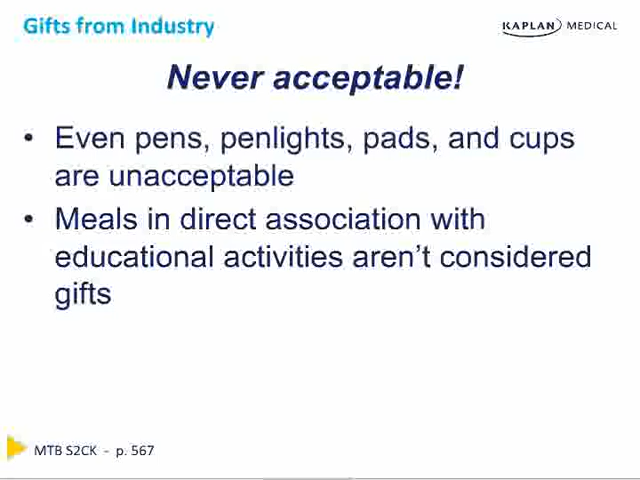 Gifts from Industry
KAPLAN MEDICAL
Never acceptable!
• Even pens, penlights, pads, and cups
are unacceptable
• Meals in direct association with
educational activities aren't considered
gifts
MTB S2CK - p. 567